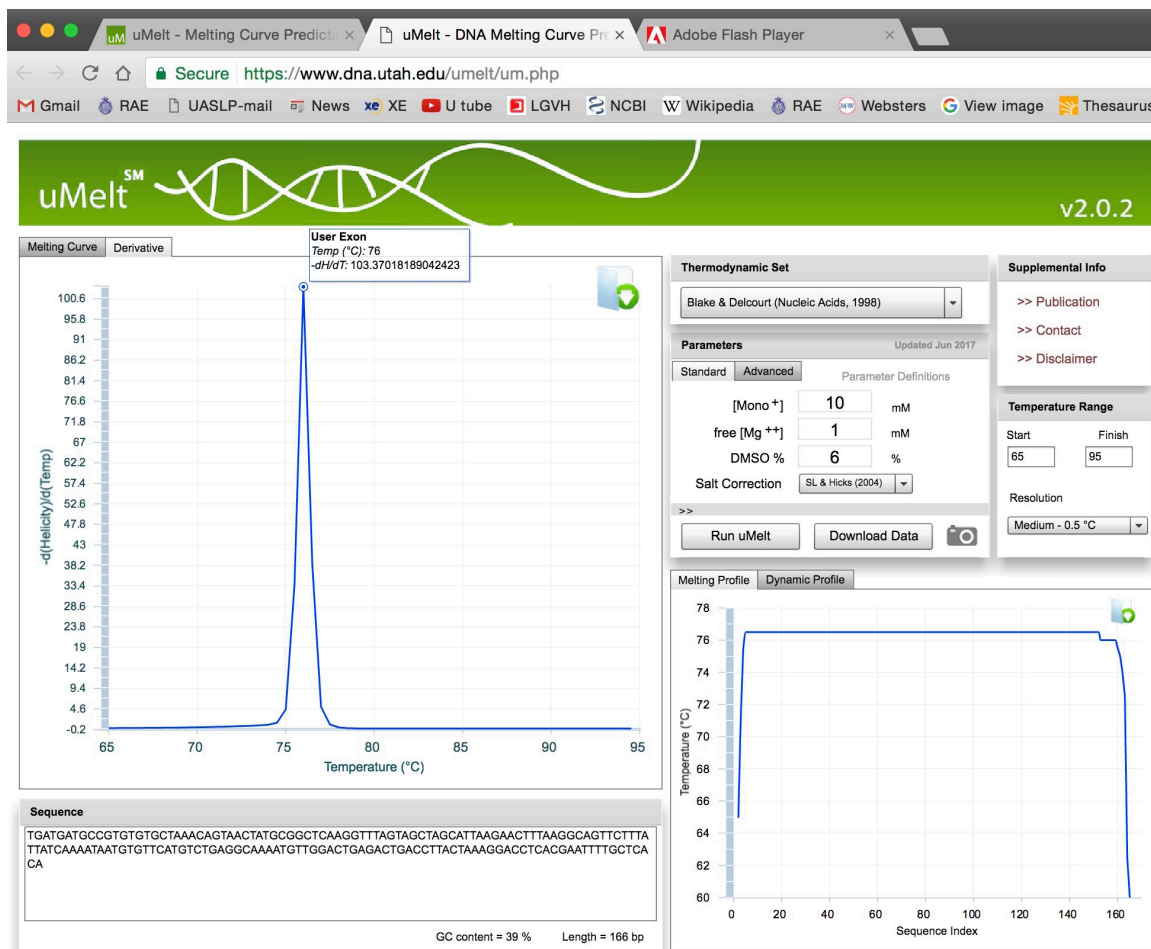 uM uMelt - Melting Curve Predicti
uMelt - DNA Melting Curve Pre
Adobe Flash Player
Secure https://www.dna.utah.edu/umelt/um.php
Gmail RAE UASLP-mail News xe XE U tube LGVH NCBI W Wikipedia RAE MW Websters G View image Thesaurus
uMelt SM
v2.0.2
Melting Curve Derivative
User Exon
Temp (°C): 76
-dH/dT: 103.37018189042423
100.6
95.8
91
86.2
81.4
76.6
71.8
67
62.2
57.4
52.6
47.8
43
38.2
33.4
28.6
23.8
19
14.2
9.4
4.6
-0.2
-d(Helicity)/d(Temp)
65 70 75 80 85 90 95
Temperature (°C)
Thermodynamic Set
Blake & Delcourt (Nucleic Acids, 1998)
Parameters Updated Jun 2017
Standard Advanced Parameter Definitions
[Mono +] 10 mM
free [Mg ++] 1 mM
DMSO % 6 %
Salt Correction SL & Hicks (2004)
>>
Run uMelt Download Data
Supplemental Info
>> Publication
>> Contact
>> Disclaimer
Temperature Range
Start Finish
65 95
Resolution
Medium - 0.5 °C
Melting Profile Dynamic Profile
78
76
74
72
70
68
66
64
62
60
Temperature (°C)
0 20 40 60 80 100 120 140 160
Sequence Index
Sequence
TGATGATGCCGTGTGTGCTAAACAGTAACTATGCGGCTCAAGGTTTAGTAGCTAGCATTAAGAACTTTAAGGCAGTTCTTTA
TTATCAAAATAATGTGTTCATGTCTGAGGCAAAATGTTGGACTGAGACTGACCTTACTAAAGGACCTCACGAATTTTGCTCA
CA
GC content = 39 % Length = 166 bp